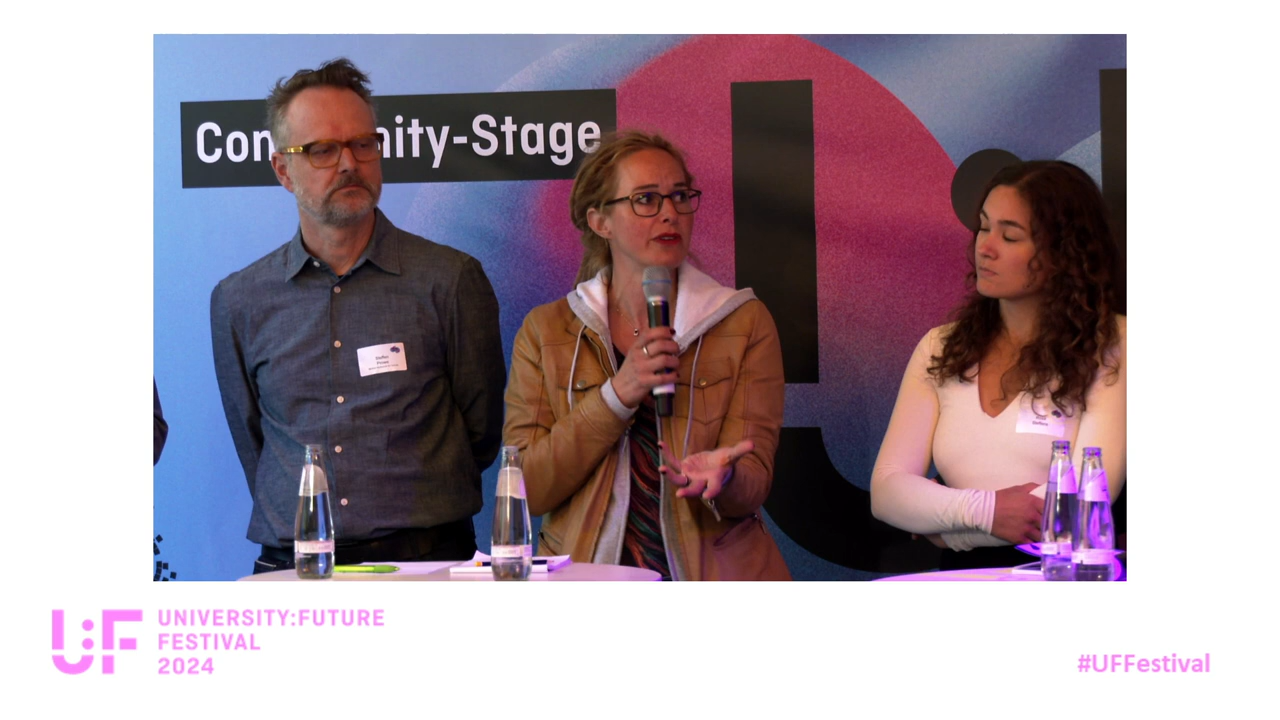 Con nity-Stage
U:F
UNIVERSITY:FUTURE
FESTIVAL
2024
#UFFestival